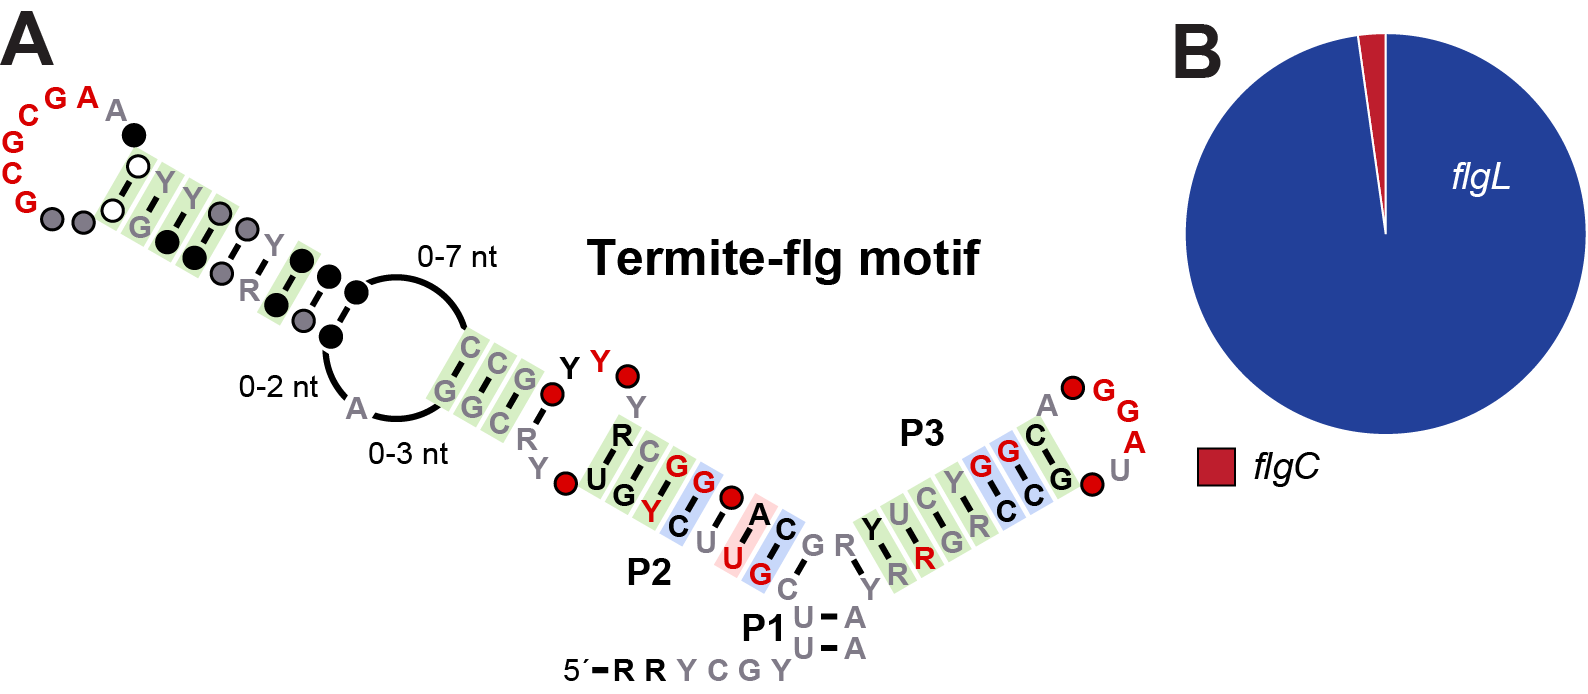 A
B
G A A
C
G
C
G
Y Y
G
Y
R
0-7 nt
Termite-flg motif
flgL
0-2 nt
A
0-3 nt
C C G
G G C R
Y Y
Y
Y
R C G G
U G Y C U U G
A C G
P2
C
P3
A
G G A
U
R Y U C Y G G C
Y R R G R C C G
P1
U A
U A
5´ R R Y C G Y
flgC